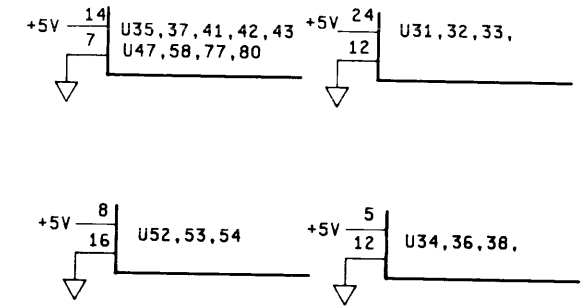 14
+5V
7
U35,37,41,42,43
U47,58,77,80
24
+5V
12
U31,32,33,
8
+5V
16
U52,53,54
5
+5V
12
U34,36,38,